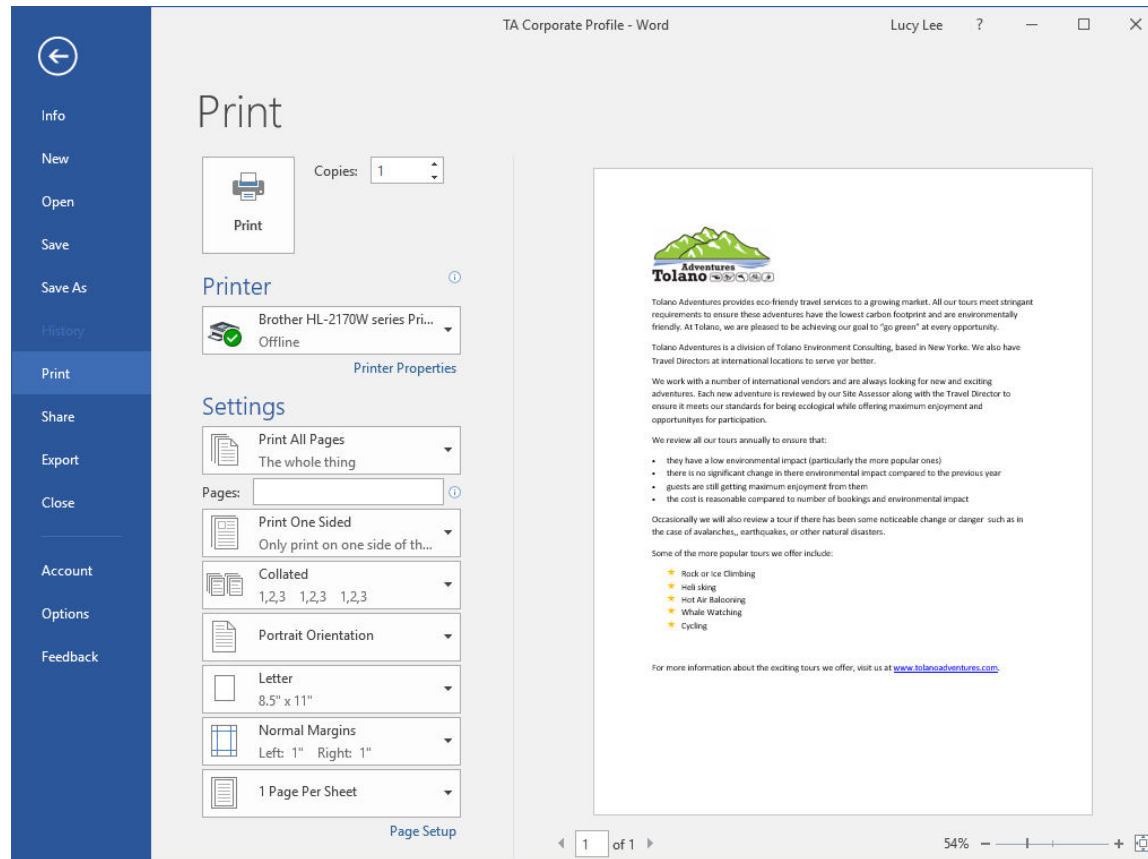 TA Corporate Profile - Word
Lucy Lee
?
Info
New
Open
Save
Save As
History
Print
Share
Export
Close
Account
Options
Feedback
Print
Print
Copies: 1
Printer
Brother HL-2170W series Pri...
Offline
Printer Properties
Settings
Print All Pages
The whole thing
Pages:
Print One Sided
Only print on one side of th...
Collated
1,2,3 1,2,3 1,2,3
Portrait Orientation
Letter
8.5" x 11"
Normal Margins
Left: 1" Right: 1"
1 Page Per Sheet
Page Setup
Adventures
Tolano
Tolano Adventures provides eco-friendly travel services to a growing market. All our tours meet stringant
requirements to ensure these adventures have the lowest carbon footprint and are environmentally
friendly. At Tolano, we are pleased to be achieving our goal to "go green" at every opportunity.
Tolano Adventures is a division of Tolano Environment Consulting, based in New Yorke. We also have
Travel Directors at international locations to serve yor better.
We work with a number of international vendors and are always looking for new and exciting
adventures. Each new adventure is reviewed by our Site Assessor along with the Travel Director to
ensure it meets our standards for being ecological while offering maximum enjoyment and
opportunityes for participation.
We review all our tours annually to ensure that:
• they have a low environmental impact (particularly the more popular ones)
• there is no significant change in there environmental impact compared to the previous year
• guests are still getting maximum enjoyment from them
• the cost is reasonable compared to number of bookings and environmental impact
Occasionally we will also review a tour if there has been some noticeable change or danger such as in
the case of avalanches,, earthquakes, or other natural disasters.
Some of the more popular tours we offer include:
Rock or Ice Climbing
Heli sking
Hot Air Balooning
Whale Watching
Cycling
For more information about the exciting tours we offer, visit us at www.tolanoadventures.com.
1 of 1
54%